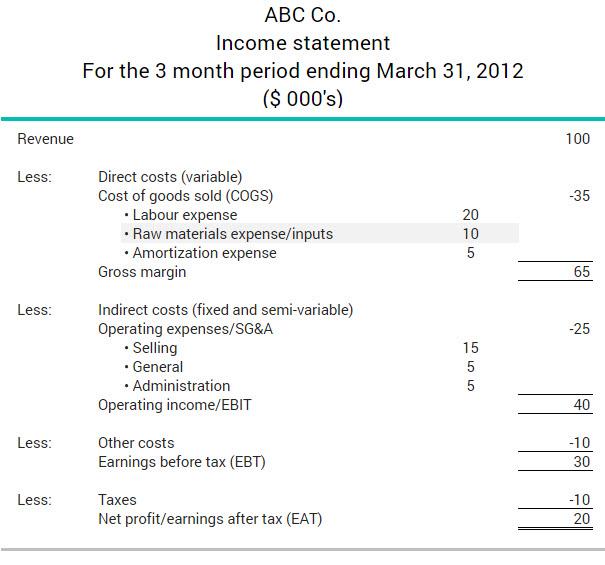 ABC Co.
Income statement
For the 3 month period ending March 31, 2012
($ 000's)
Revenue 100
Less: Direct costs (variable)
Cost of goods sold (COGS) -35
• Labour expense 20
• Raw materials expense/inputs 10
• Amortization expense 5
Gross margin 65
Less: Indirect costs (fixed and semi-variable)
Operating expenses/SG&A -25
• Selling 15
• General 5
• Administration 5
Operating income/EBIT 40
Less: Other costs -10
Earnings before tax (EBT) 30
Less: Taxes -10
Net profit/earnings after tax (EAT) 20